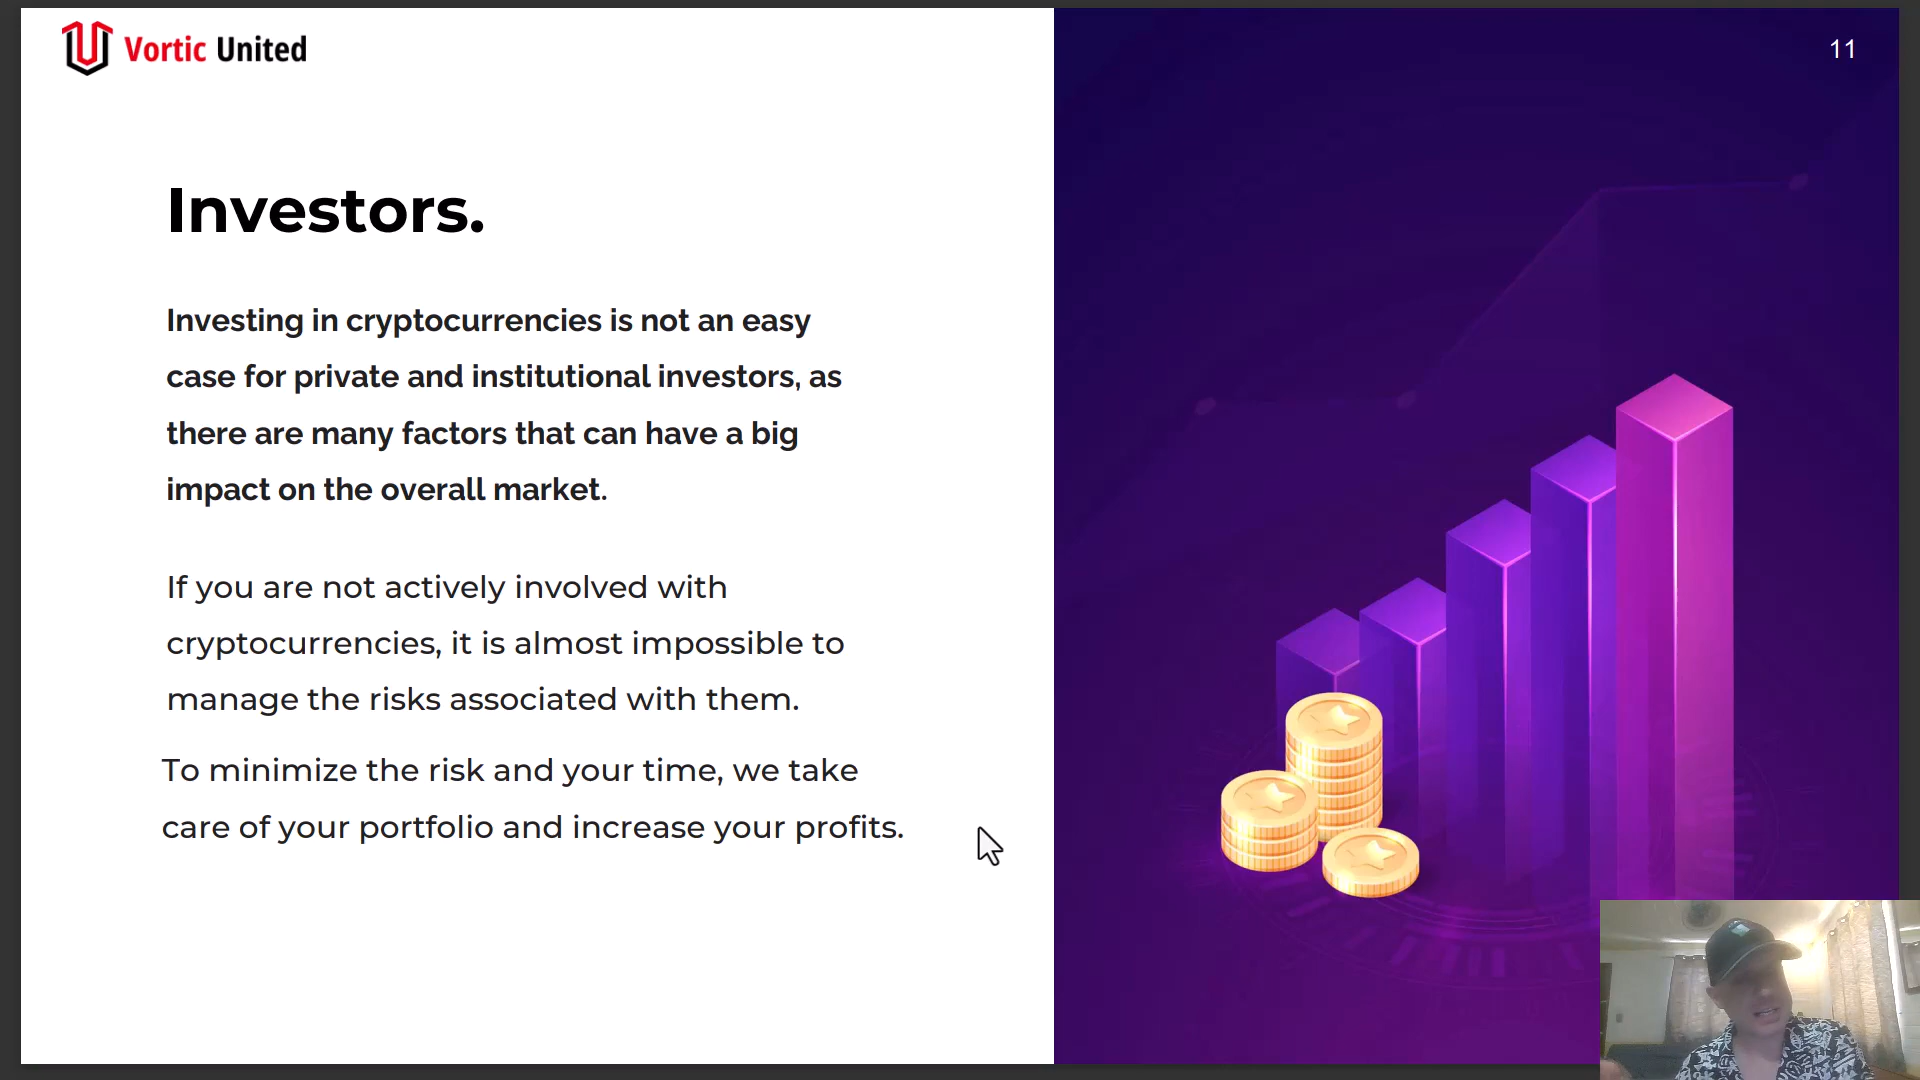 Vortic United
11
Investors.
Investing in cryptocurrencies is not an easy
case for private and institutional investors, as
there are many factors that can have a big
impact on the overall market.
If you are not actively involved with
cryptocurrencies, it is almost impossible to
manage the risks associated with them.
To minimize the risk and your time, we take
care of your portfolio and increase your profits.